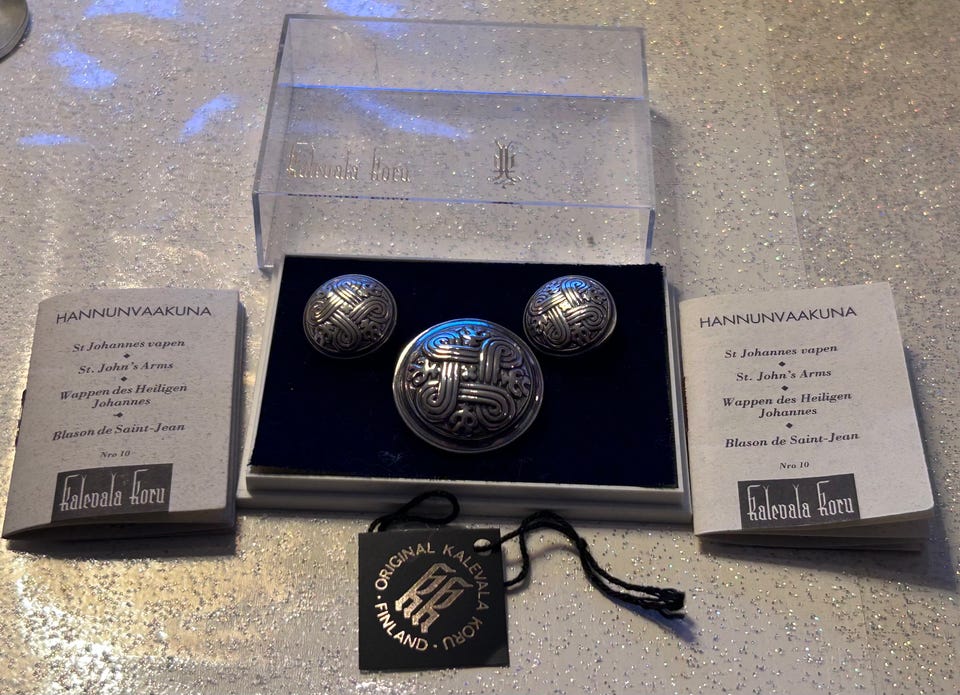 Kalevala Koru
HANNUNVAAKUNA
St Johannes vapen
St. John's Arms
Wappen des Heiligen
Johannes
Blason de Saint-Jean
Nro 10
Kalevala Koru
HANNUNVAAKUNA
St Johannes vapen
St. John's Arms
Wappen des Heiligen
Johannes
Blason de Saint-Jean
Nro 10
Kalevala Koru
· ORIGINAL KALEVALA KORU · FINLAND